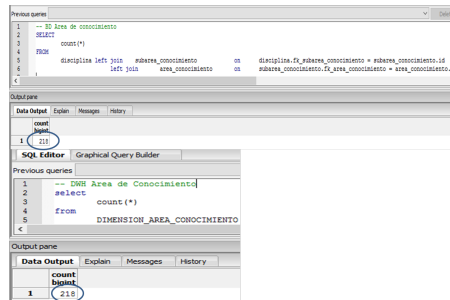 Previous queries
Delete
1 -- BD Area de conocimiento
2 SELECT
3 count(*)
4 FROM
5 disciplina left join subarea_conocimiento on disciplina.fk_subarea_conocimiento = subarea_conocimiento.id
6 left join area_conocimiento on subarea_conocimiento.fk_area_conocimiento = area_conocimiento.
Output pane
Data Output Explain Messages History
count
bigint
1 218
SQL Editor Graphical Query Builder
Previous queries
1 -- DWH Area de Conocimiento
2 select
3 count(*)
4 from
5 DIMENSION_AREA_CONOCIMIENTO
Output pane
Data Output Explain Messages History
count
bigint
1 218